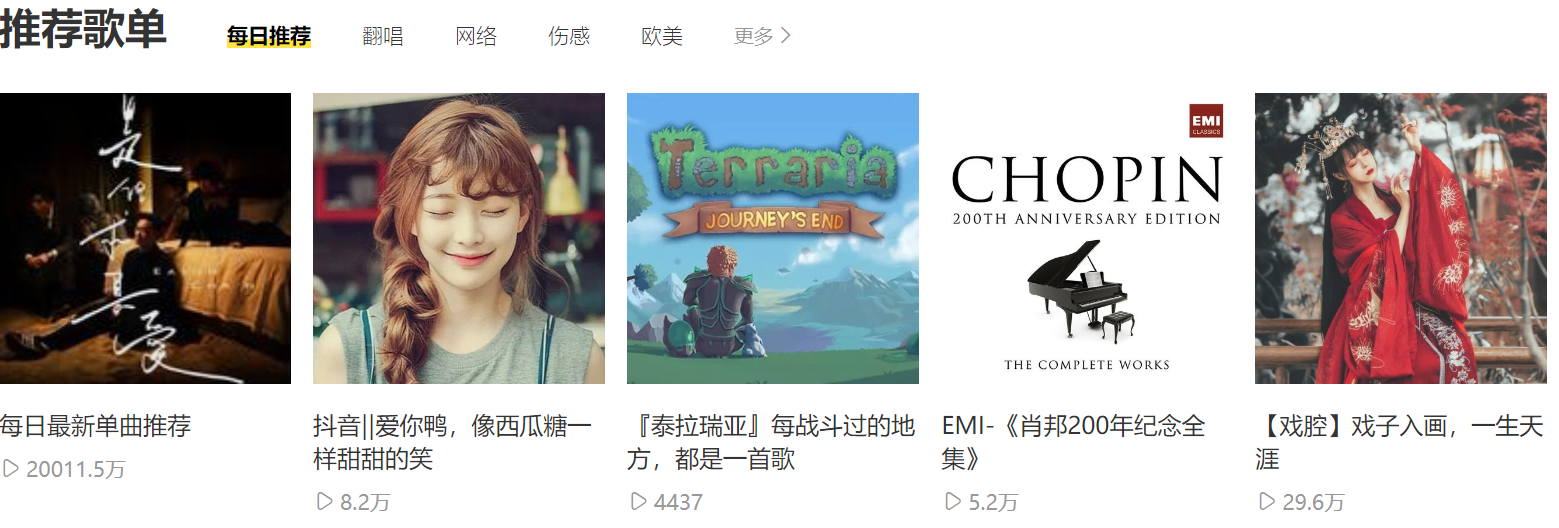 推荐歌单 每日推荐 翻唱 网络 伤感 欧美 更多
是你和最爱
Terraria
JOURNEY'S END
EMI
CLASSICS
CHOPIN
200TH ANNIVERSARY EDITION
THE COMPLETE WORKS
每日最新单曲推荐
20011.5万
抖音||爱你鸭，像西瓜糖一
样甜甜的笑
8.2万
『泰拉瑞亚』每战斗过的地
方，都是一首歌
4437
EMI-《肖邦200年纪念全
集》
5.2万
【戏腔】戏子入画，一生天
涯
29.6万